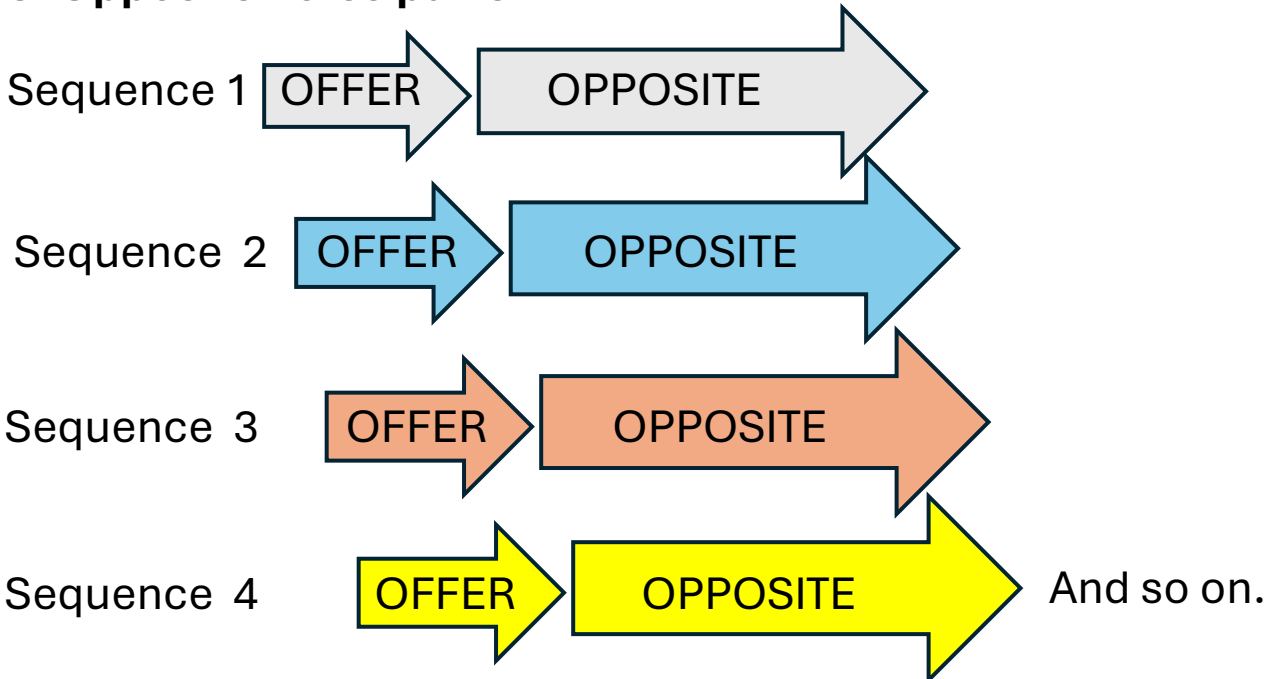 Sequence 1 OFFER OPPOSITE
Sequence 2 OFFER OPPOSITE
Sequence 3 OFFER OPPOSITE
Sequence 4 OFFER OPPOSITE And so on.